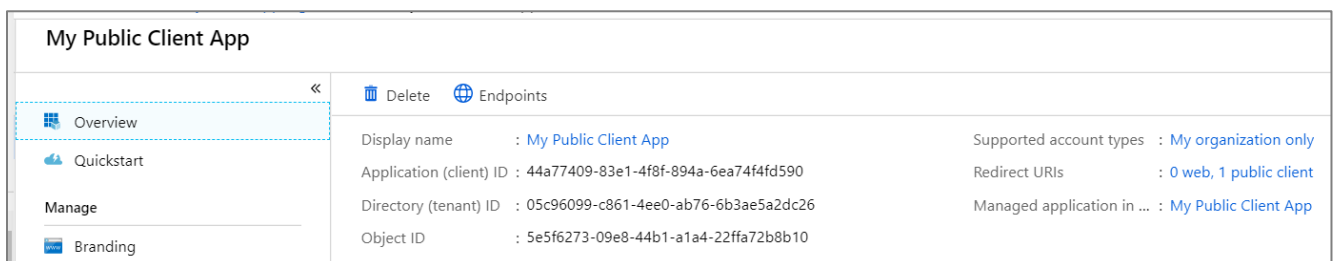 My Public Client App
«
Delete Endpoints
Overview
Quickstart
Manage
www Branding
Display name : My Public Client App
Application (client) ID : 44a77409-83e1-4f8f-894a-6ea74f4fd590
Directory (tenant) ID : 05c96099-c861-4ee0-ab76-6b3ae5a2dc26
Object ID : 5e5f6273-09e8-44b1-a1a4-22ffa72b8b10
Supported account types : My organization only
Redirect URIs : 0 web, 1 public client
Managed application in ... : My Public Client App